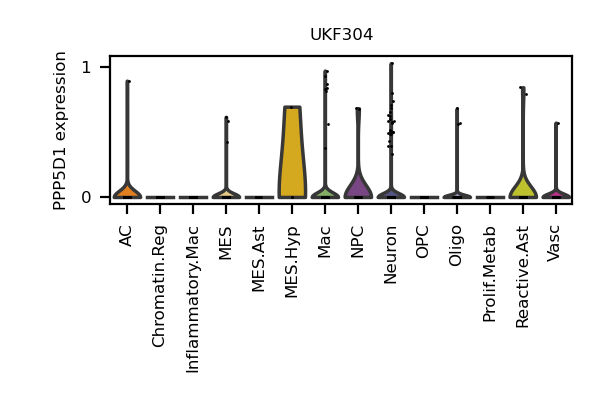 UKF304
PPP5D1 expression
1
0
AC
Chromatin.Reg
Inflammatory.Mac
MES
MES.Ast
MES.Hyp
Mac
NPC
Neuron
OPC
Oligo
Prolif.Metab
Reactive.Ast
Vasc